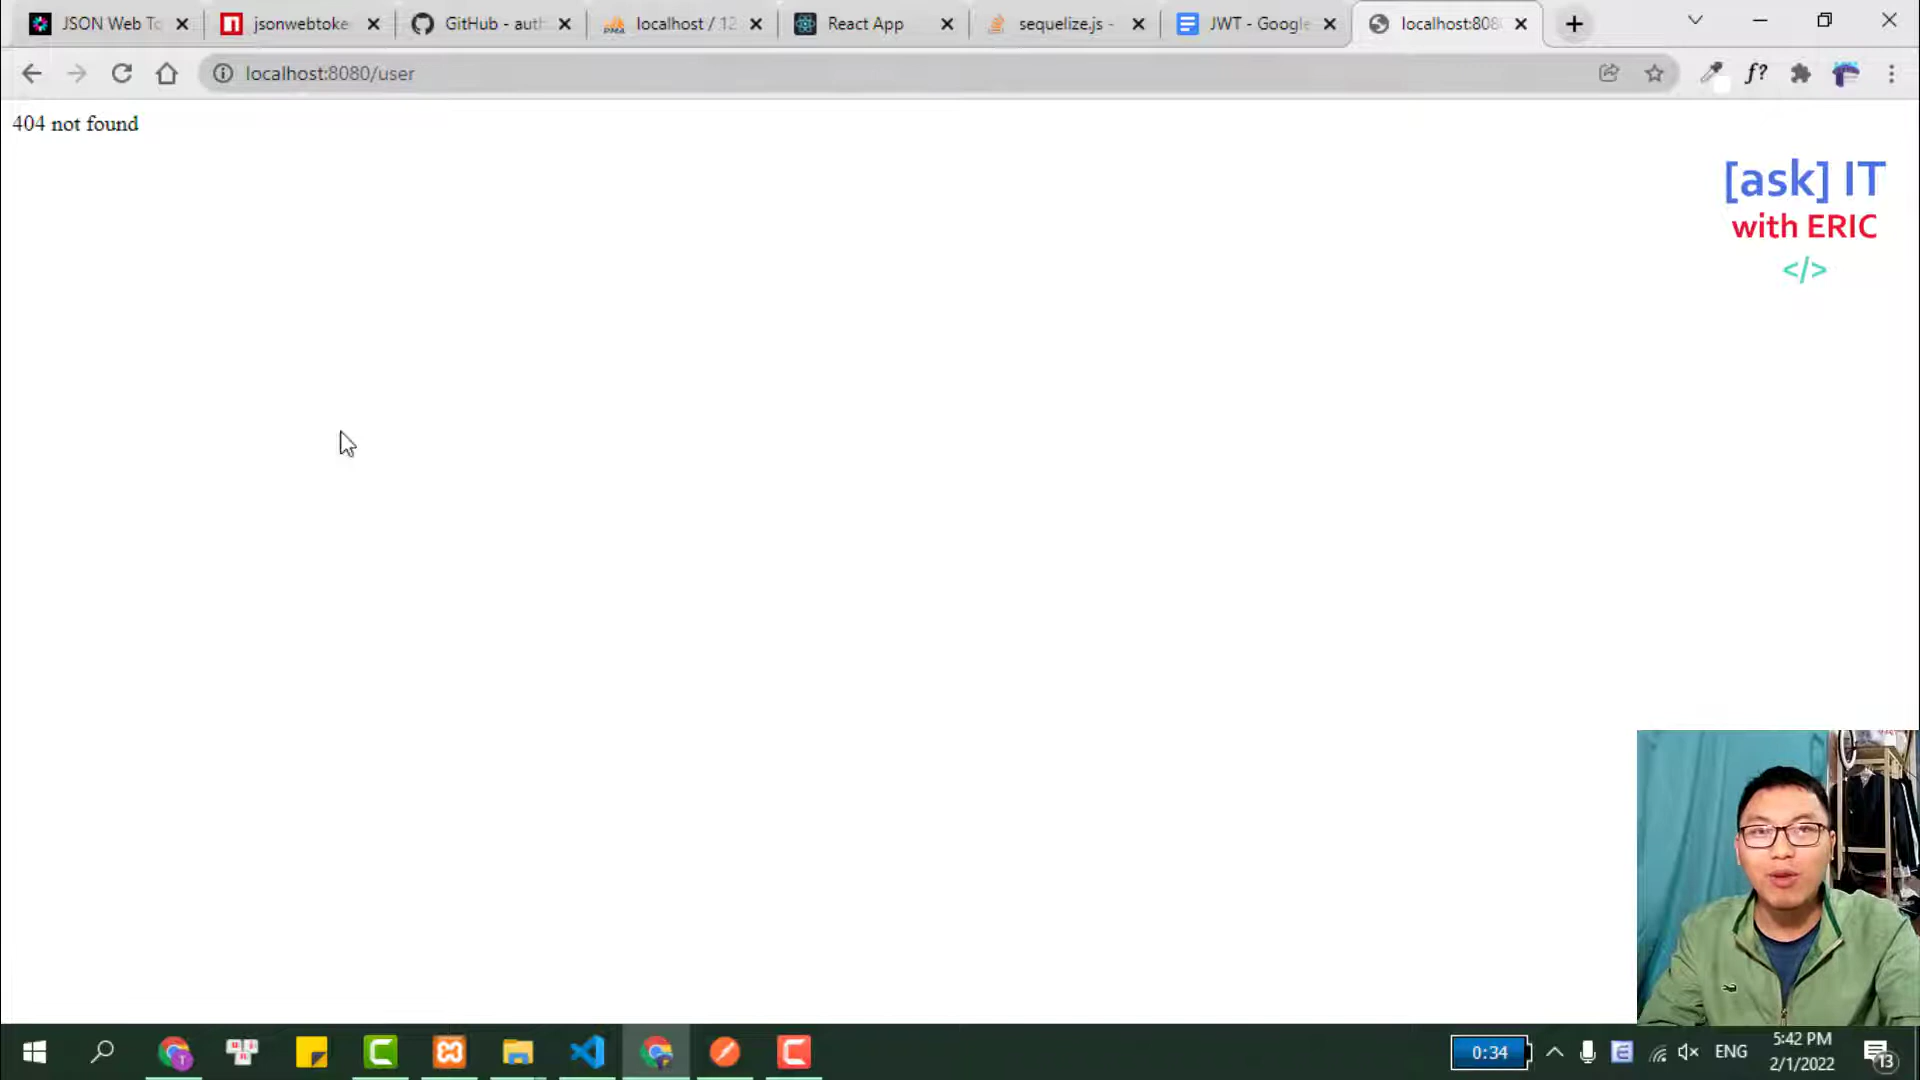 JSON Web To
jsonwebtoke
GitHub - aut
localhost / 12
React App
sequelize.js -
JWT - Google
localhost:808
localhost:8080/user
f?
404 not found
[ask] IT
with ERIC
</>
0:34
ENG
5:42 PM
2/1/2022
13